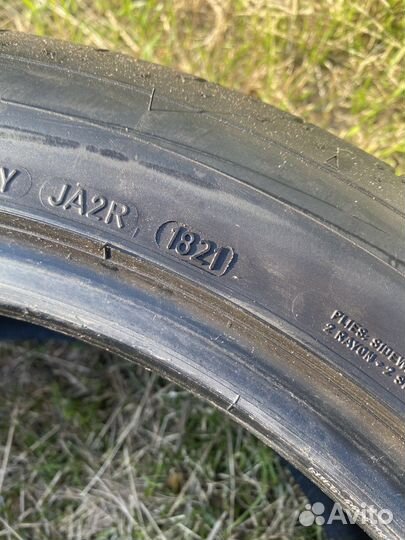 Y JA2R 1821
PLIES: SIDEW
2 RAYON + 2 S
Avito